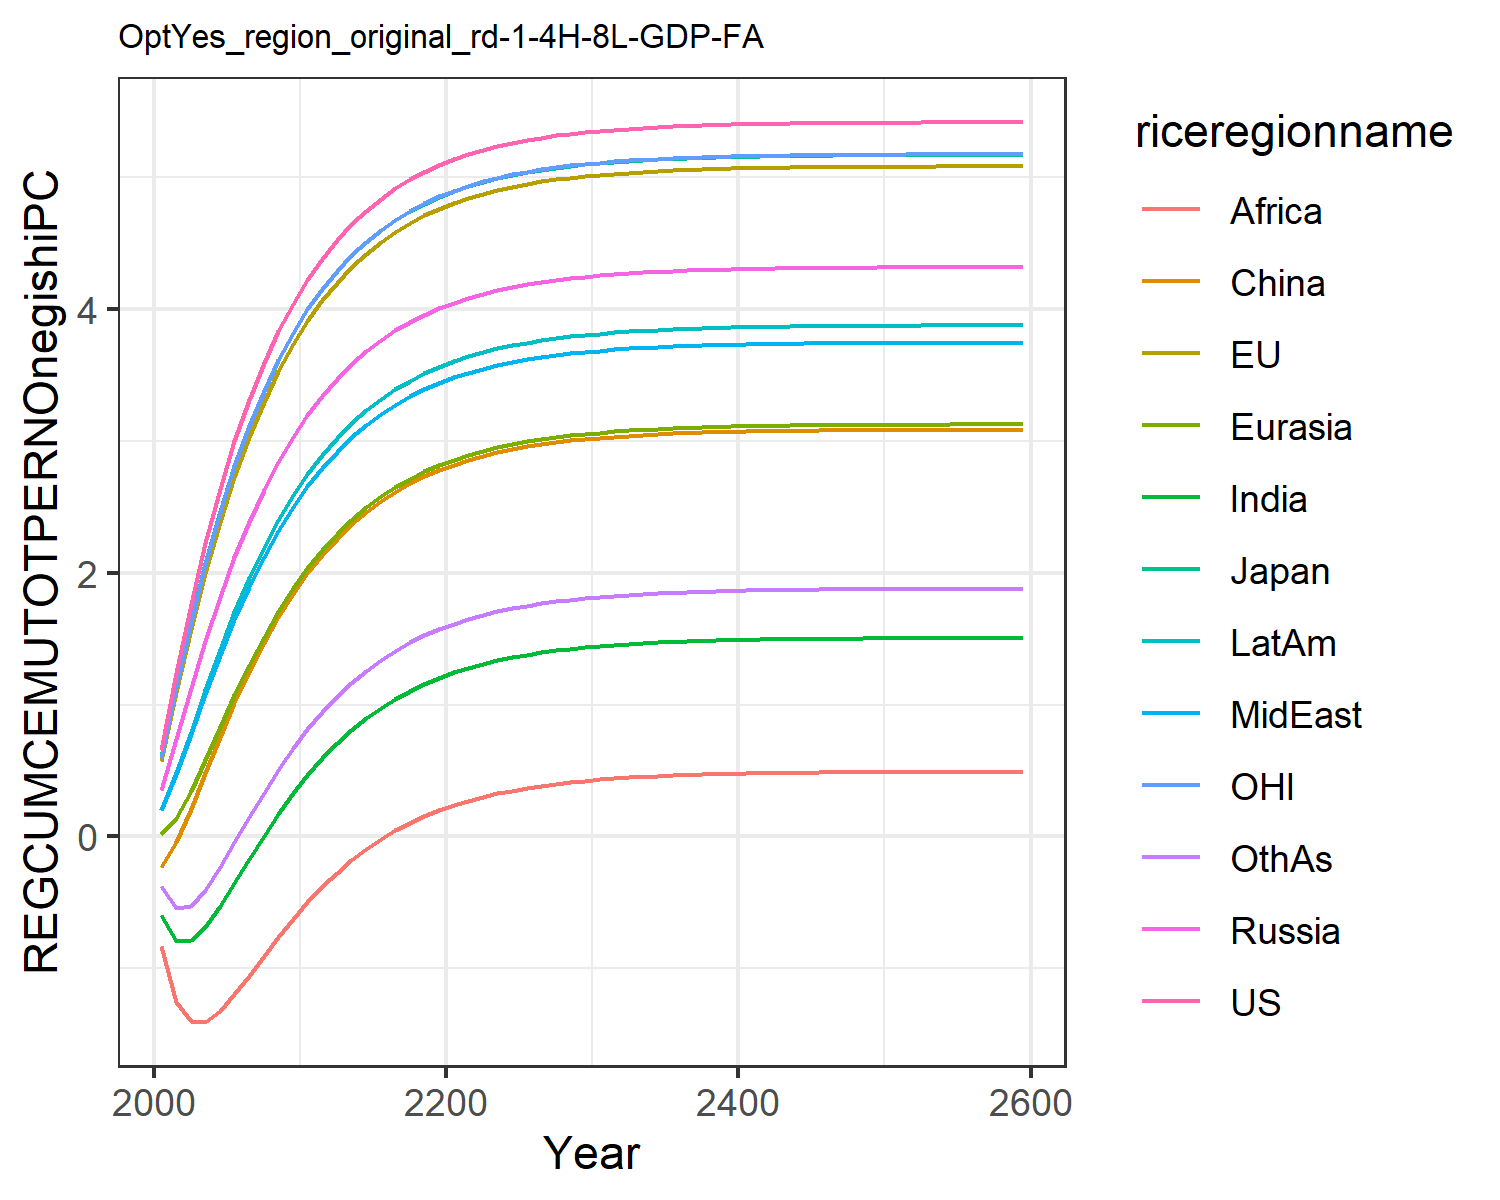 OptYes_region_original_rd-1-4H-8L-GDP-FA
REGCUMCEMUTOTPERNOnegishiPC
4
2
0
2000
2200
2400
2600
Year
riceregionname
Africa
China
EU
Eurasia
India
Japan
LatAm
MidEast
OHI
OthAs
Russia
US